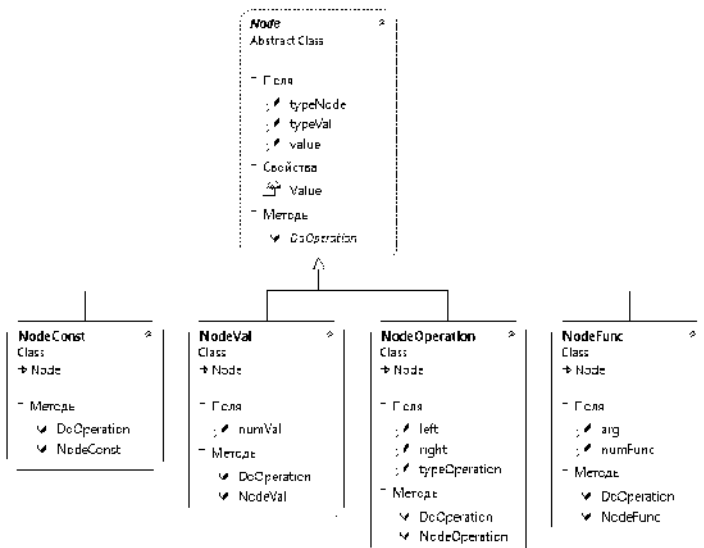 Node
Abstract Class
Поля
typeNode
typeVal
value
Свойства
Value
Методы
DoOperation
NodeConst
Class
Node
Методы
DoOperation
NodeConst
NodeVal
Class
Node
Поля
numVal
Методы
DoOperation
NodeVal
NodeOperation
Class
Node
Поля
left
right
typeOperation
Методы
DoOperation
NodeOperation
NodeFunc
Class
Node
Поля
arg
numFunc
Методы
DoOperation
NodeFunc